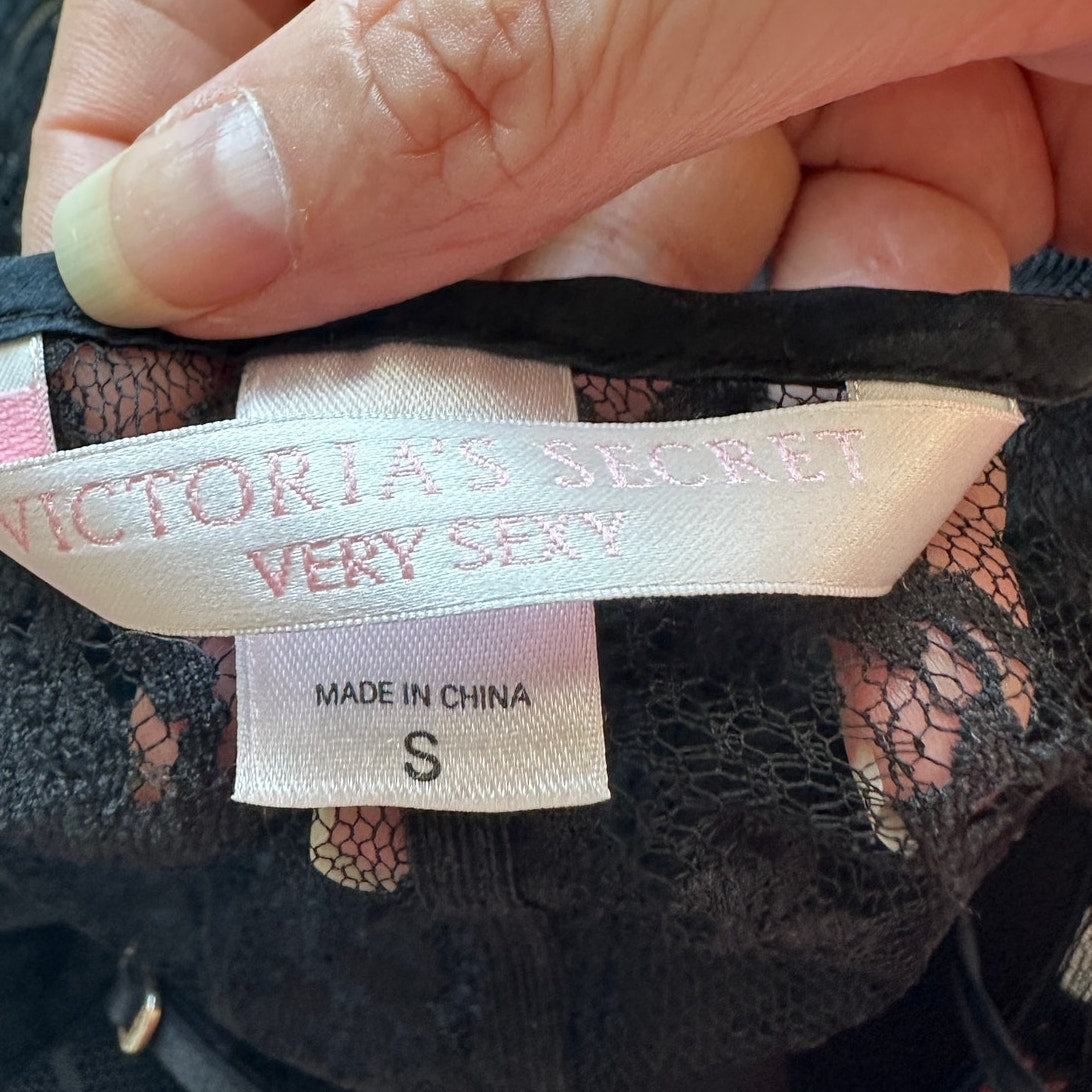 VICTORIA'S SECRET
VERY SEXY
MADE IN CHINA
S